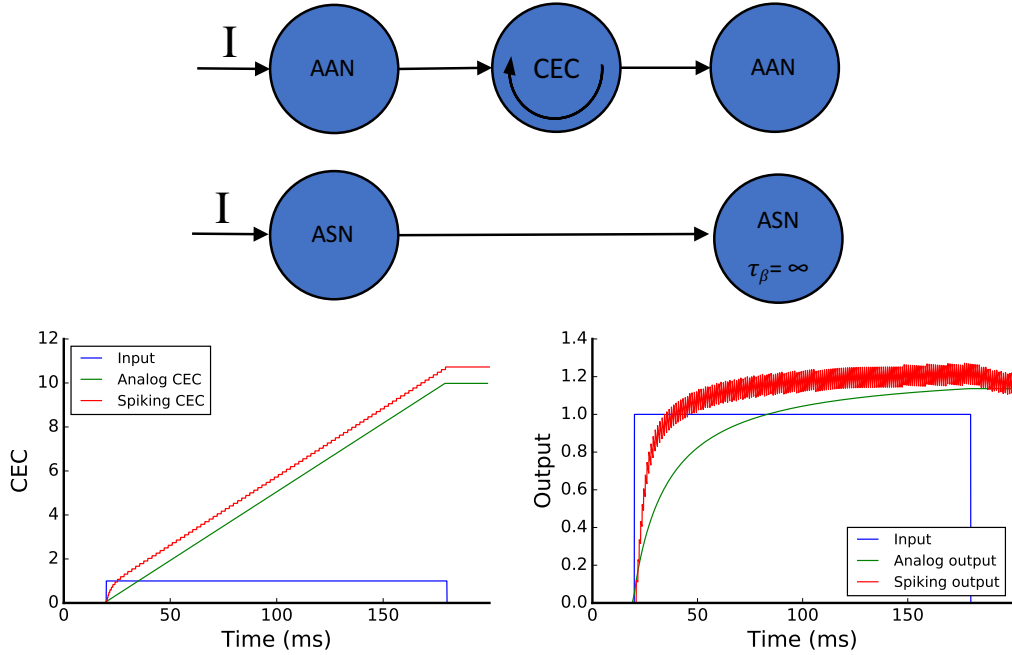 I
AAN
CEC
AAN
I
ASN
ASN
τβ= ∞
12
10
8
6
4
2
0
CEC
Input
Analog CEC
Spiking CEC
0
50
100
150
Time (ms)
1.4
1.2
1.0
0.8
0.6
0.4
0.2
0.0
Output
Input
Analog output
Spiking output
0
50
100
150
Time (ms)